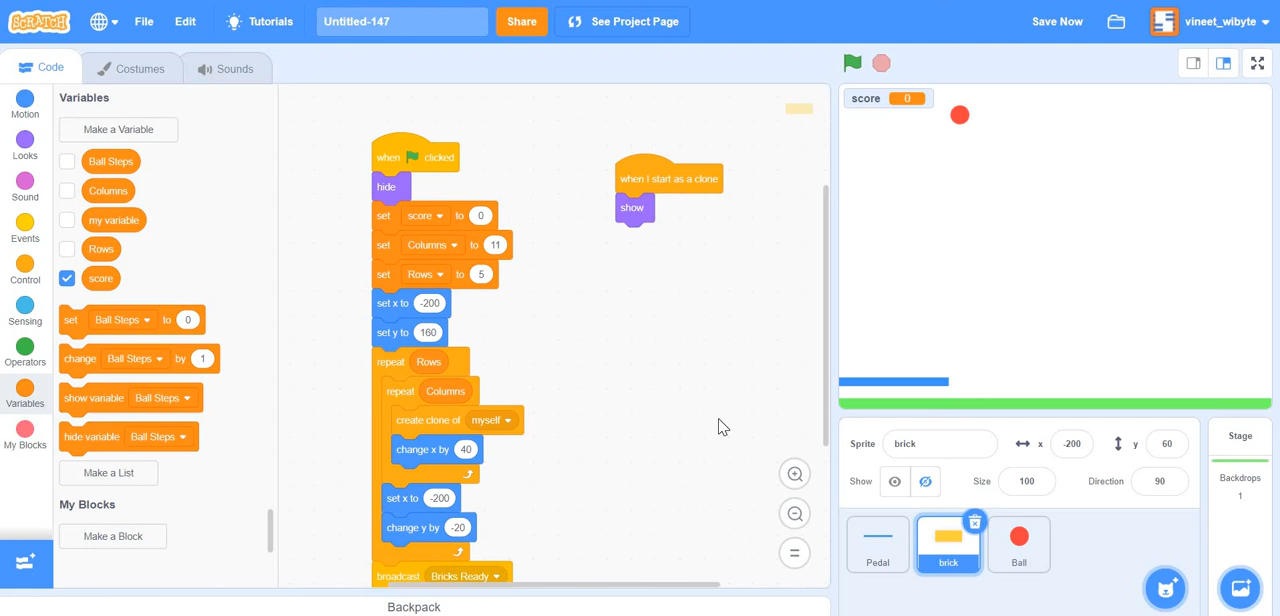 SCRATCH File Edit Tutorials Untitled-147 Share See Project Page Save Now vineet_wibyte
Code Costumes Sounds
Motion
Looks
Sound
Events
Control
Sensing
Operators
Variables
My Blocks
Variables
Make a Variable
Ball Steps
Columns
my variable
Rows
score
set Ball Steps to 0
change Ball Steps by 1
show variable Ball Steps
hide variable Ball Steps
Make a List
My Blocks
Make a Block
when clicked
hide
set score to 0
set Columns to 11
set Rows to 5
set x to -200
set y to 160
repeat Rows
repeat Columns
create clone of myself
change x by 40
set x to -200
change y by -20
broadcast Bricks Ready
when I start as a clone
show
Backpack
score 0
Sprite brick x -200 y 60
Show Size 100 Direction 90
Pedal brick Ball
Stage
Backdrops
1